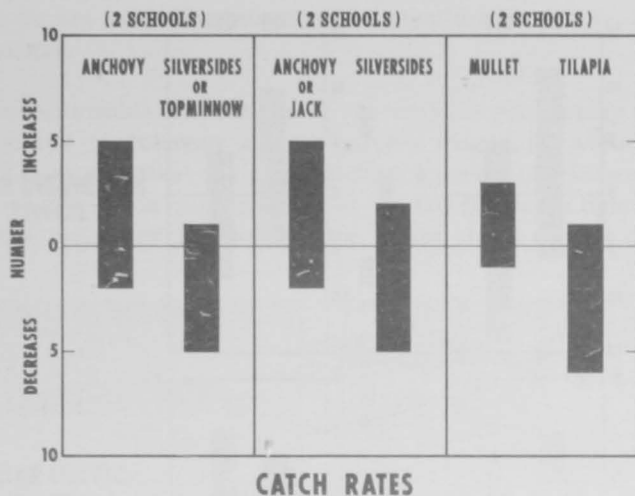 (2 SCHOOLS) (2 SCHOOLS) (2 SCHOOLS)
10
ANCHOVY SILVERSIDES ANCHOVY SILVERSIDES MULLET TILAPIA
OR OR
TOPMINNOW JACK
INCREASES
5
NUMBER
0
DECREASES
5
10
CATCH RATES